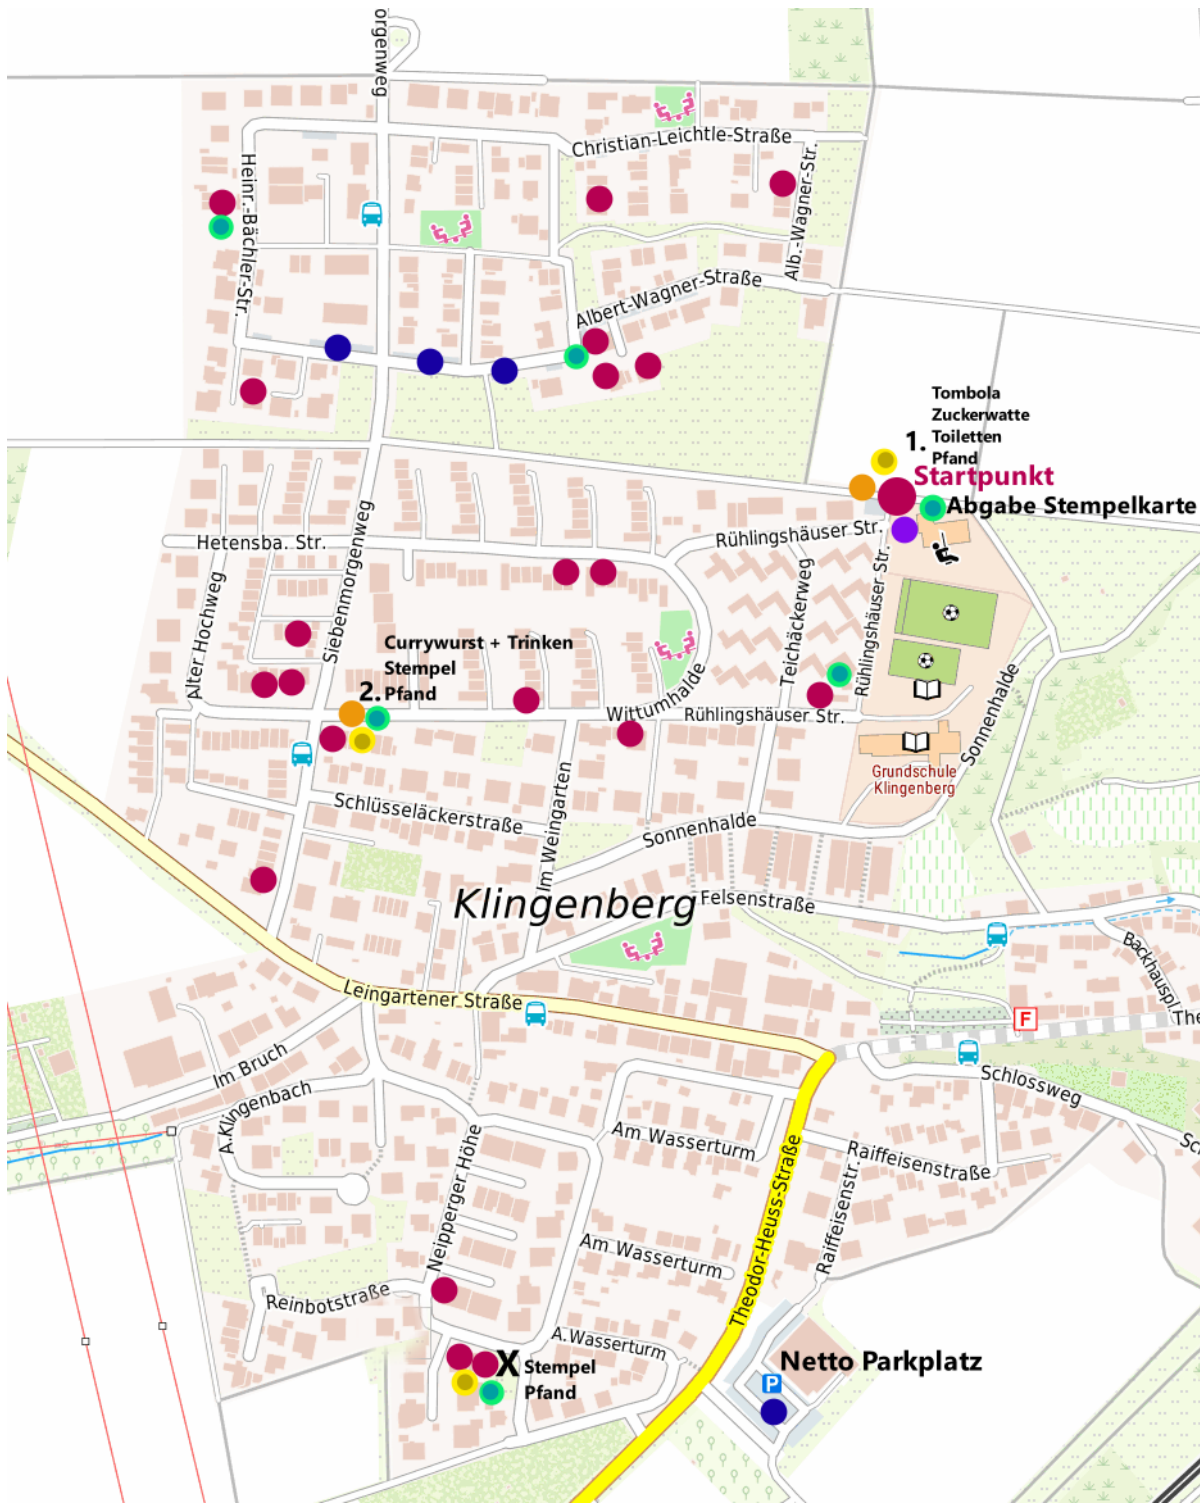 orgenweg
Christian-Leichtle-Straße
Heinr.-Bächler-Str.
Alb.-Wagner-Str.
Albert-Wagner-Straße
Tombola
Zuckerwatte
1. Toiletten
Pfand
Startpunkt
Abgabe Stempelkarte
Hetensba. Str.
Rühlingshäuser Str.
Siebenmorgenweg
Alter Hochweg
Teichäckerweg
Rühlingshäuser Str.
Currywurst + Trinken
Stempel
2. Pfand
Wittumhalde
Rühlingshäuser Str.
Sonnenhalde
Grundschule
Klingenberg
Schlüsseläckerstraße
Im Weingarten
Sonnenhalde
Klingenberg
Felsenstraße
Backhauspl.
Leingartener Straße
F
The
Im Bruch
A.Klingenbach
Schlossweg
Sc
Am Wasserturm
Raiffeisenstraße
Neipperger Höhe
Theodor-Heuss-Straße
Raiffeisenstr.
Am Wasserturm
Reinbotstraße
A.Wasserturm
X Stempel
Pfand
Netto Parkplatz
P